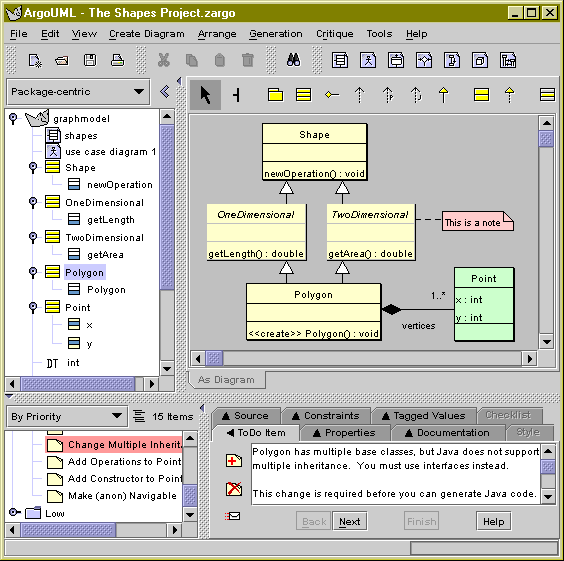 ArgoUML - The Shapes Project.zargo
File Edit View Create Diagram Arrange Generation Critique Tools Help
Package-centric
graphmodel
shapes
use case diagram 1
Shape
newOperation
OneDimensional
getLength
TwoDimensional
getArea
Polygon
Polygon
Point
x
y
DT int
Shape
newOperation() : void
OneDimensional
getLength() : double
TwoDimensional
getArea() : double
This is a note
Polygon
<<create>> Polygon() : void
1..*
vertices
Point
x : int
y : int
As Diagram
By Priority
15 Items
Change Multiple Inherit.
Add Operations to Point
Add Constructor to Point
Make (anon) Navigable
Low
Source Constraints Tagged Values Checklist
ToDo Item Properties Documentation Style
Polygon has multiple base classes, but Java does not support
multiple inheritance. You must use interfaces instead.
This change is required before you can generate Java code.
Back Next Finish Help